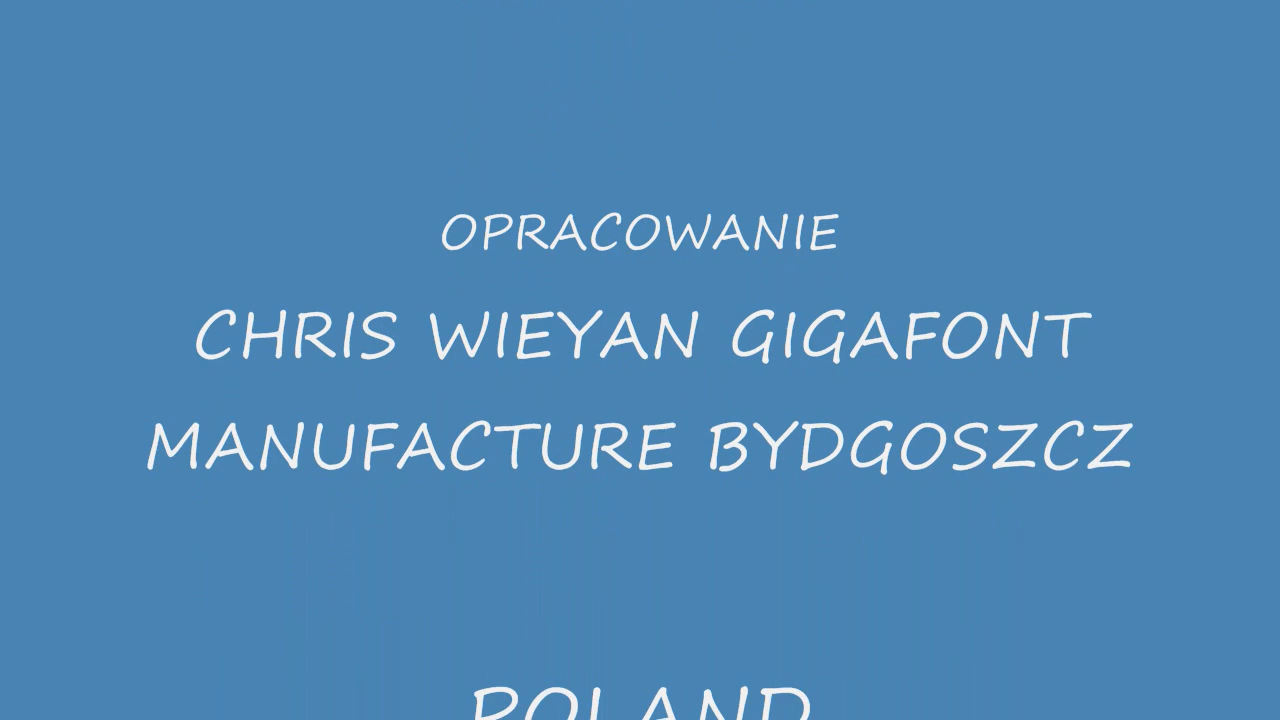 OPRACOWANIE
CHRIS WIEYAN GIGAFONT
MANUFACTURE BYDGOSZCZ
POLAND